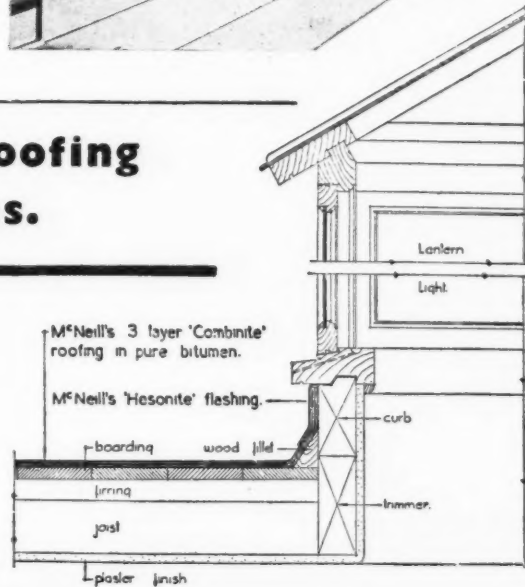 oofing
s.
Lantern
Light.
McNeill's 3 layer 'Combinite'
roofing in pure bitumen.
McNeill's 'Hesonite' flashing.
curb
boarding
wood fillet
firring
trimmer.
joist
plaster finish